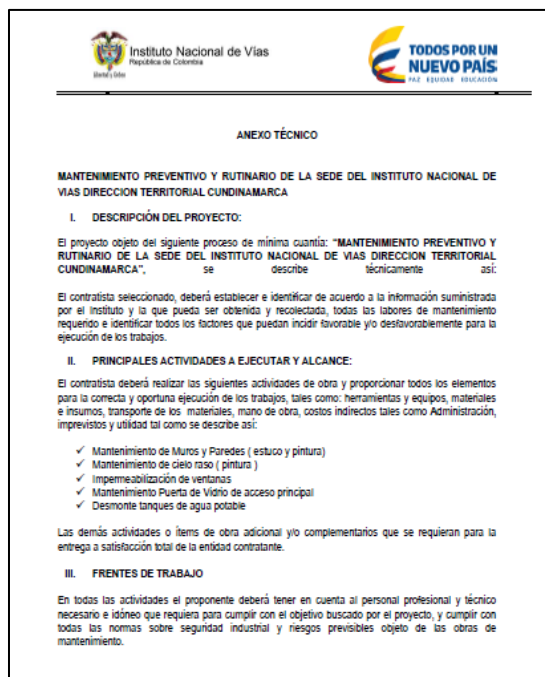 Instituto Nacional de Vías
República de Colombia
Libertad y Orden
TODOS POR UN
NUEVO PAÍS
PAZ EQUIDAD EDUCACIÓN
ANEXO TÉCNICO
MANTENIMIENTO PREVENTIVO Y RUTINARIO DE LA SEDE DEL INSTITUTO NACIONAL DE
VIAS DIRECCION TERRITORIAL CUNDINAMARCA
I. DESCRIPCIÓN DEL PROYECTO:
El proyecto objeto del siguiente proceso de mínima cuantía: "MANTENIMIENTO PREVENTIVO Y
RUTINARIO DE LA SEDE DEL INSTITUTO NACIONAL DE VIAS DIRECCION TERRITORIAL
CUNDINAMARCA", se describe técnicamente así:
El contratista seleccionado, deberá establecer e identificar de acuerdo a la información suministrada
por el Instituto y la que pueda ser obtenida y recolectada, todas las labores de mantenimiento
requerido e identificar todos los factores que puedan incidir favorable y/o desfavorablemente para la
ejecución de los trabajos.
II. PRINCIPALES ACTIVIDADES A EJECUTAR Y ALCANCE:
El contratista deberá realizar las siguientes actividades de obra y proporcionar todos los elementos
para la correcta y oportuna ejecución de los trabajos, tales como: herramientas y equipos, materiales
e insumos, transporte de los materiales, mano de obra, costos indirectos tales como Administración,
imprevistos y utilidad tal como se describe así:
✓ Mantenimiento de Muros y Paredes ( estuco y pintura)
✓ Mantenimiento de cielo raso ( pintura )
✓ Impermeabilización de ventanas
✓ Mantenimiento Puerta de Vidrio de acceso principal
✓ Desmonte tanques de agua potable
Las demás actividades o ítems de obra adicional y/o complementarios que se requieran para la
entrega a satisfacción total de la entidad contratante.
III. FRENTES DE TRABAJO
En todas las actividades el proponente deberá tener en cuenta al personal profesional y técnico
necesario e idóneo que requiera para cumplir con el objetivo buscado por el proyecto, y cumplir con
todas las normas sobre seguridad industrial y riesgos previsibles objeto de las obras de
mantenimiento.